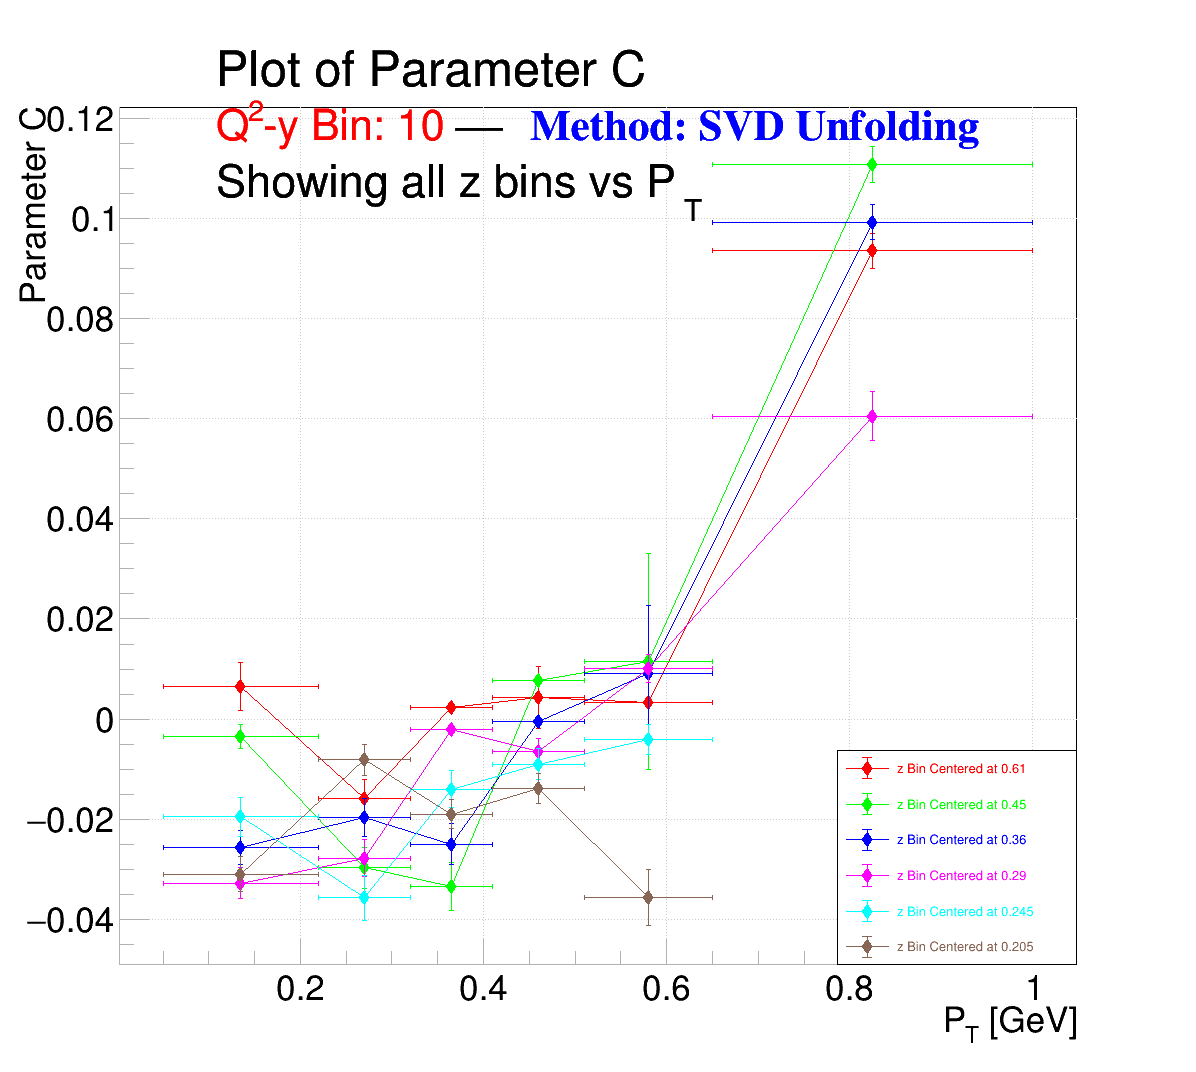 Plot of Parameter C
Q²-y Bin: 10 — Method: SVD Unfolding
Showing all z bins vs P_T
Parameter C
0.12
0.1
0.08
0.06
0.04
0.02
0
−0.02
−0.04
z Bin Centered at 0.61
z Bin Centered at 0.45
z Bin Centered at 0.36
z Bin Centered at 0.29
z Bin Centered at 0.245
z Bin Centered at 0.205
0.2 0.4 0.6 0.8 1
P_T [GeV]